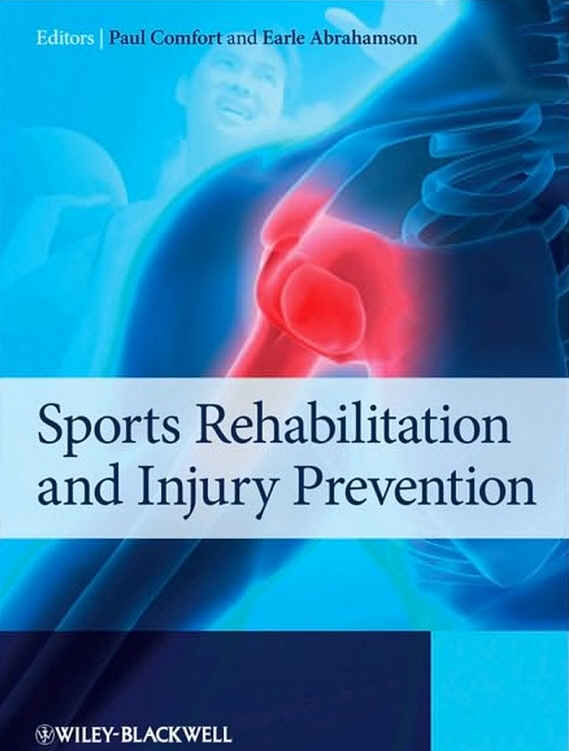 Editors | Paul Comfort and Earle Abrahamson
Sports Rehabilitation
and Injury Prevention
WILEY-BLACKWELL